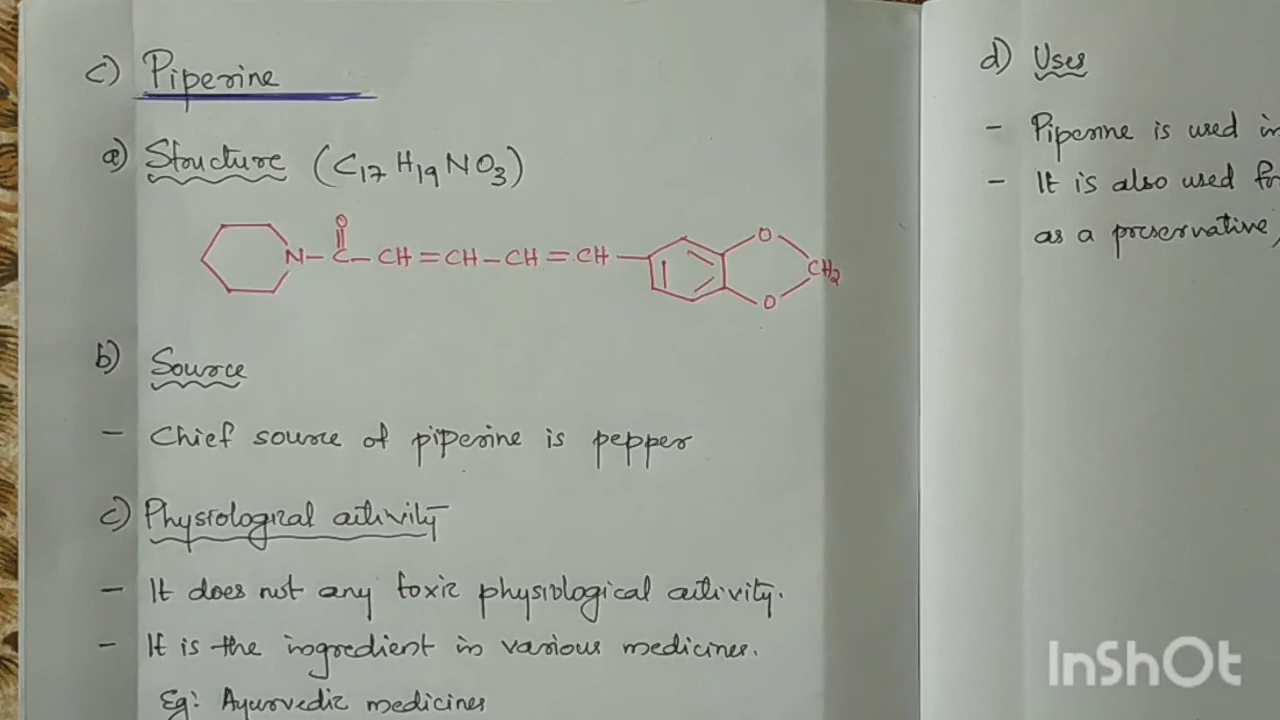 c) Piperine
a) Structure (C17 H19 NO3)
O
N – C – CH = CH – CH = CH
O
CH2
O
b) Source
- Chief source of piperine is pepper
c) Physiological activity
- It does not any toxic physiological activity.
- It is the ingredient in various medicines.
Eg: Ayurvedic medicines
d) Uses
- Piperine is used in
- It is also used for
as a preservative,
InShOt